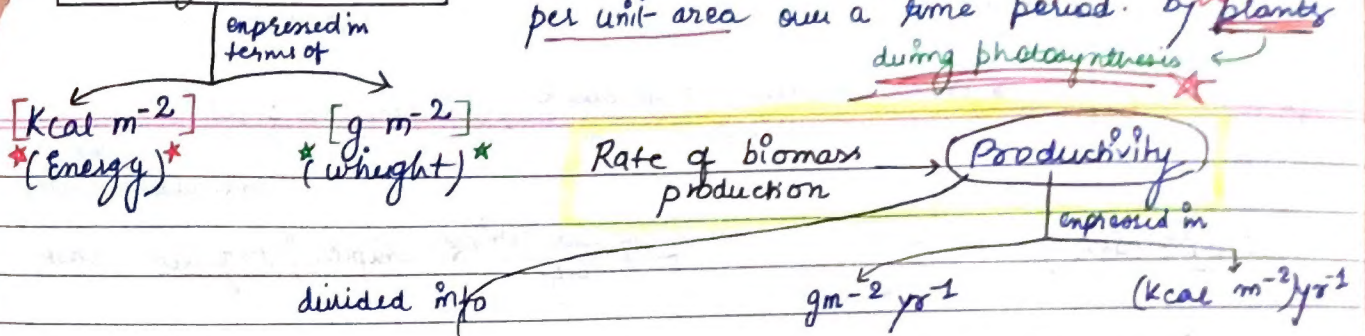 per unit area over a time period. by plants
expressed in
terms of
during photosynthesis
[Kcal m⁻²]
[g m⁻²]
(Energy)
(whieght)
Rate of biomass
production
Productivity
expressed in
divided into
gm⁻² yr⁻¹
(Kcal m⁻²)yr⁻¹